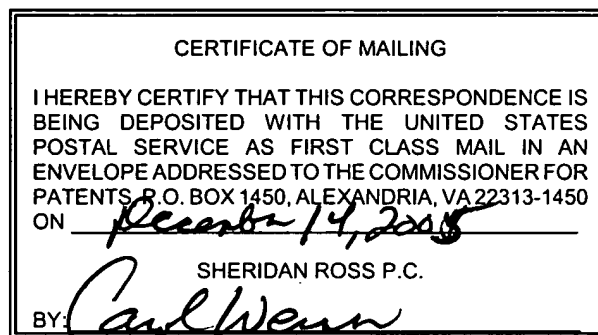 CERTIFICATE OF MAILING
I HEREBY CERTIFY THAT THIS CORRESPONDENCE IS
BEING DEPOSITED WITH THE UNITED STATES
POSTAL SERVICE AS FIRST CLASS MAIL IN AN
ENVELOPE ADDRESSED TO THE COMMISSIONER FOR
PATENTS, P.O. BOX 1450, ALEXANDRIA, VA 22313-1450
ON December 14, 2005
SHERIDAN ROSS P.C.
BY: